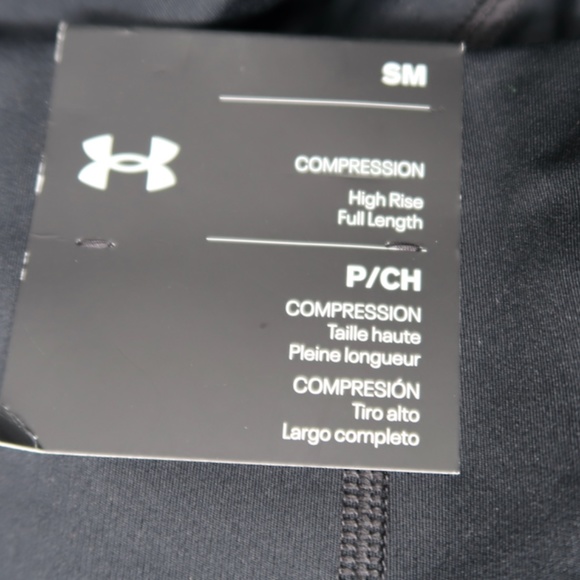 SM
COMPRESSION
High Rise
Full Length
P/CH
COMPRESSION
Taille haute
Pleine longueur
COMPRESIÓN
Tiro alto
Largo completo